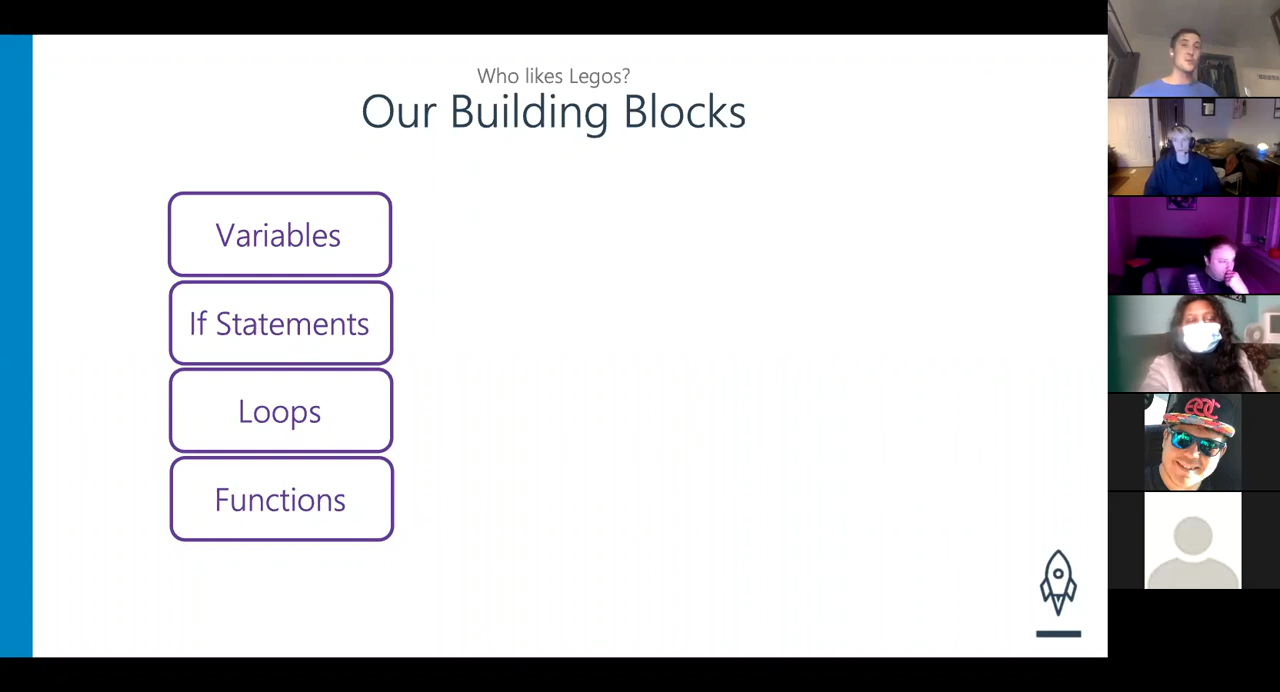 Who likes Legos?
Our Building Blocks
Variables
If Statements
Loops
Functions